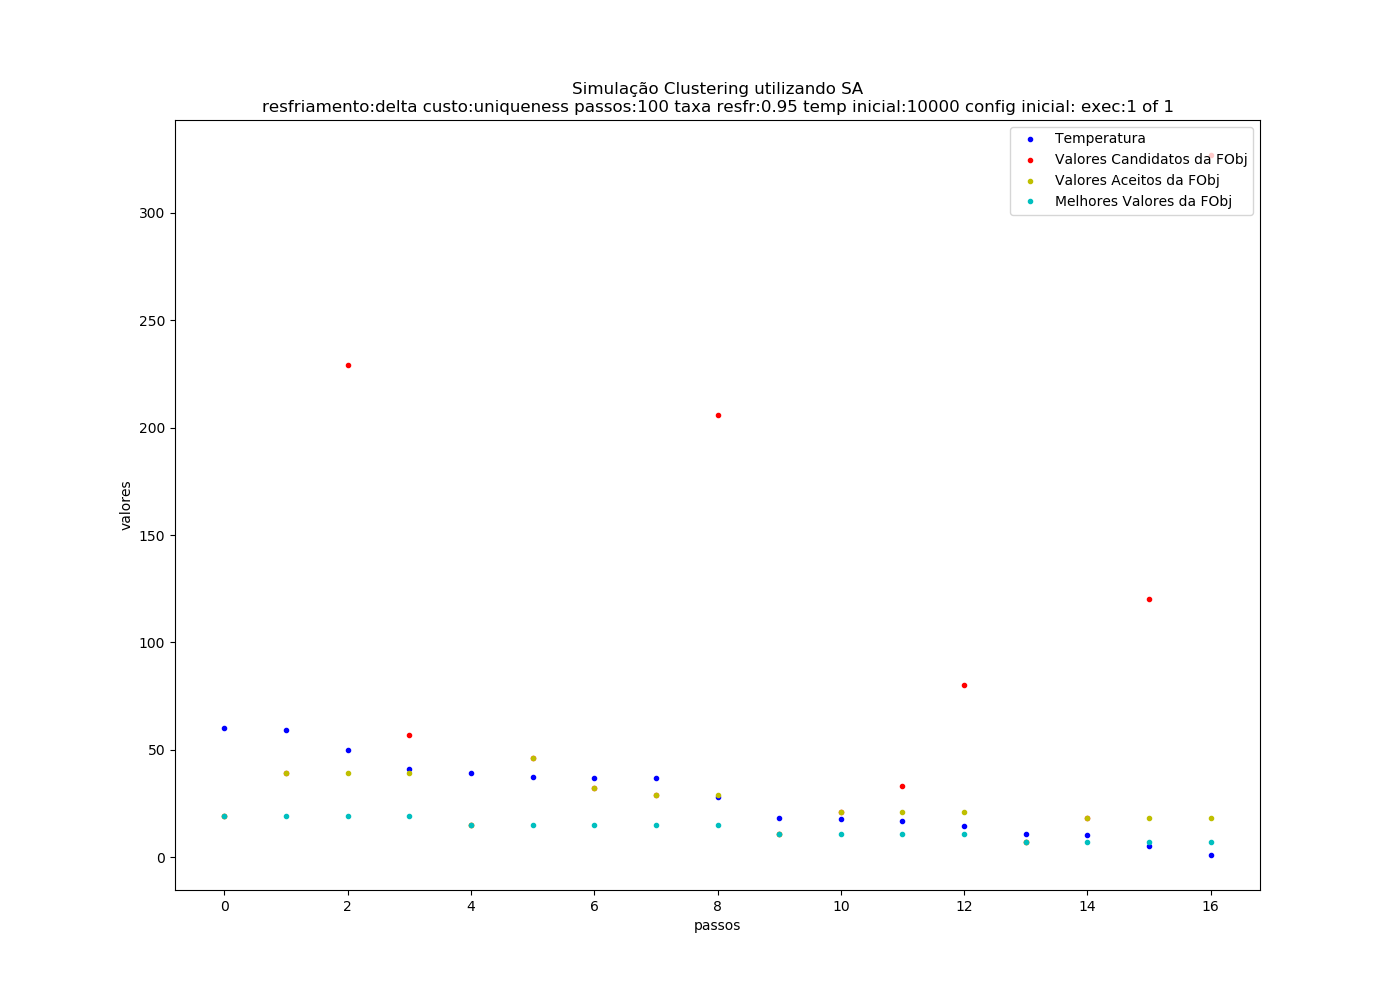 Simulação Clustering utilizando SA
resfriamento:delta custo:uniqueness passos:100 taxa resfr:0.95 temp inicial:10000 config inicial: exec:1 of 1
Temperatura
Valores Candidatos da FObj
Valores Aceitos da FObj
Melhores Valores da FObj
300
250
200
150
100
50
0
valores
0 2 4 6 8 10 12 14 16
passos